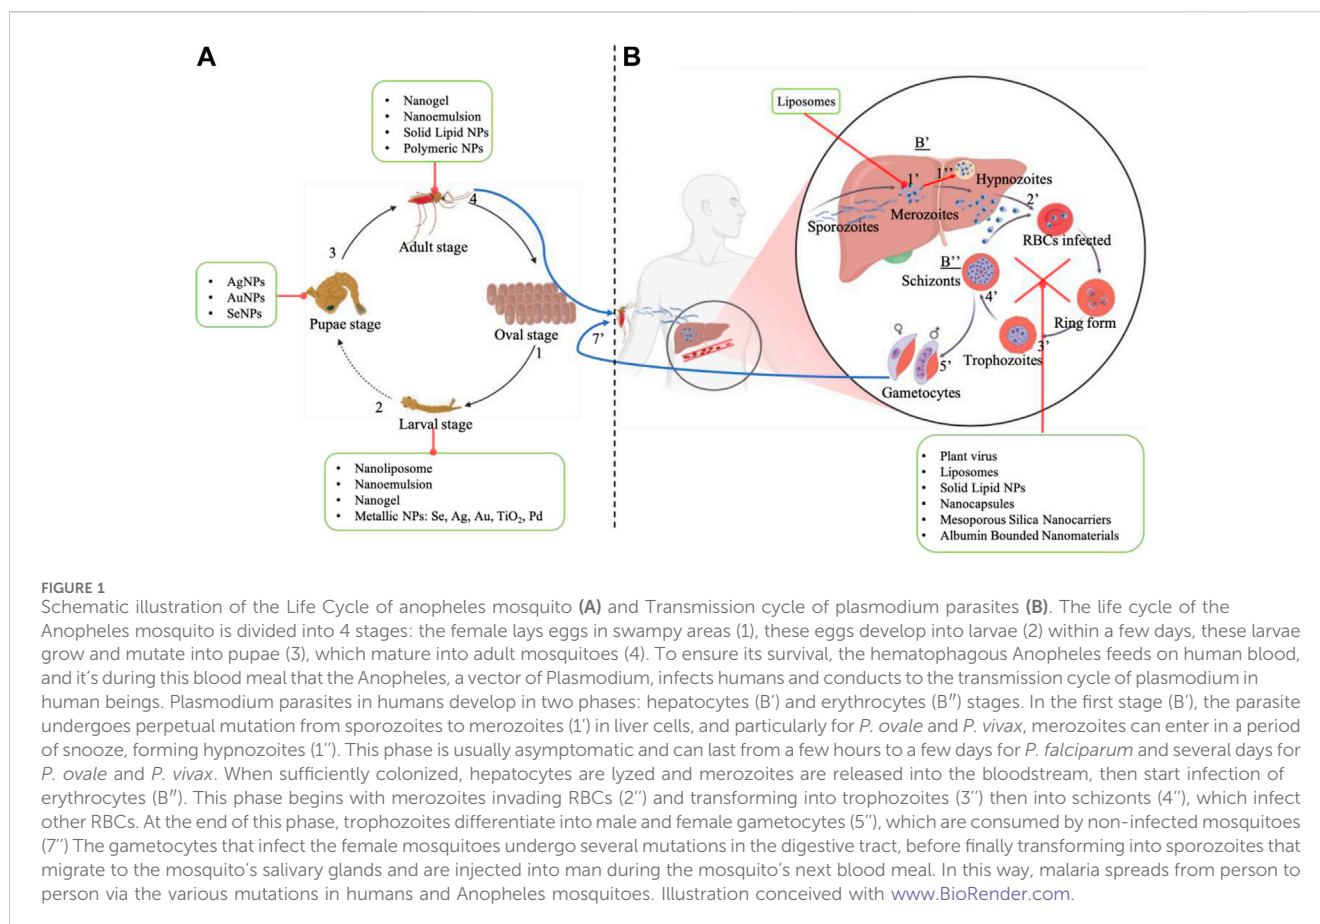 A
B
• Nanogel
• Nanoemulsion
• Solid Lipid NPs
• Polymeric NPs
4
Adult stage
3
• AgNPs
• AuNPs
• SeNPs
Pupae stage
Oval stage
1
2
Larval stage
• Nanoliposome
• Nanoemulsion
• Nanogel
• Metallic NPs: Se, Ag, Au, TiO₂, Pd
7’
Liposomes
B’
1’
1’’
Hypnozoites
Merozoites
2’
Sporozoites
RBCs infected
B’’
Schizonts
4’
Ring form
3’
Trophozoites
♀
♂
5’
Gametocytes
• Plant virus
• Liposomes
• Solid Lipid NPs
• Nanocapsules
• Mesoporous Silica Nanocarriers
• Albumin Bounded Nanomaterials
FIGURE 1
Schematic illustration of the Life Cycle of anopheles mosquito (A) and Transmission cycle of plasmodium parasites (B). The life cycle of the
Anopheles mosquito is divided into 4 stages: the female lays eggs in swampy areas (1), these eggs develop into larvae (2) within a few days, these larvae
grow and mutate into pupae (3), which mature into adult mosquitoes (4). To ensure its survival, the hematophagous Anopheles feeds on human blood,
and it’s during this blood meal that the Anopheles, a vector of Plasmodium, infects humans and conducts to the transmission cycle of plasmodium in
human beings. Plasmodium parasites in humans develop in two phases: hepatocytes (B’) and erythrocytes (B″) stages. In the first stage (B’), the parasite
undergoes perpetual mutation from sporozoites to merozoites (1’) in liver cells, and particularly for P. ovale and P. vivax, merozoites can enter in a period
of snooze, forming hypnozoites (1’’). This phase is usually asymptomatic and can last from a few hours to a few days for P. falciparum and several days for
P. ovale and P. vivax. When sufficiently colonized, hepatocytes are lyzed and merozoites are released into the bloodstream, then start infection of
erythrocytes (B″). This phase begins with merozoites invading RBCs (2’’) and transforming into trophozoites (3’’) then into schizonts (4’’), which infect
other RBCs. At the end of this phase, trophozoites differentiate into male and female gametocytes (5’’), which are consumed by non-infected mosquitoes
(7’’) The gametocytes that infect the female mosquitoes undergo several mutations in the digestive tract, before finally transforming into sporozoites that
migrate to the mosquito’s salivary glands and are injected into man during the mosquito’s next blood meal. In this way, malaria spreads from person to
person via the various mutations in humans and Anopheles mosquitoes. Illustration conceived with www.BioRender.com.